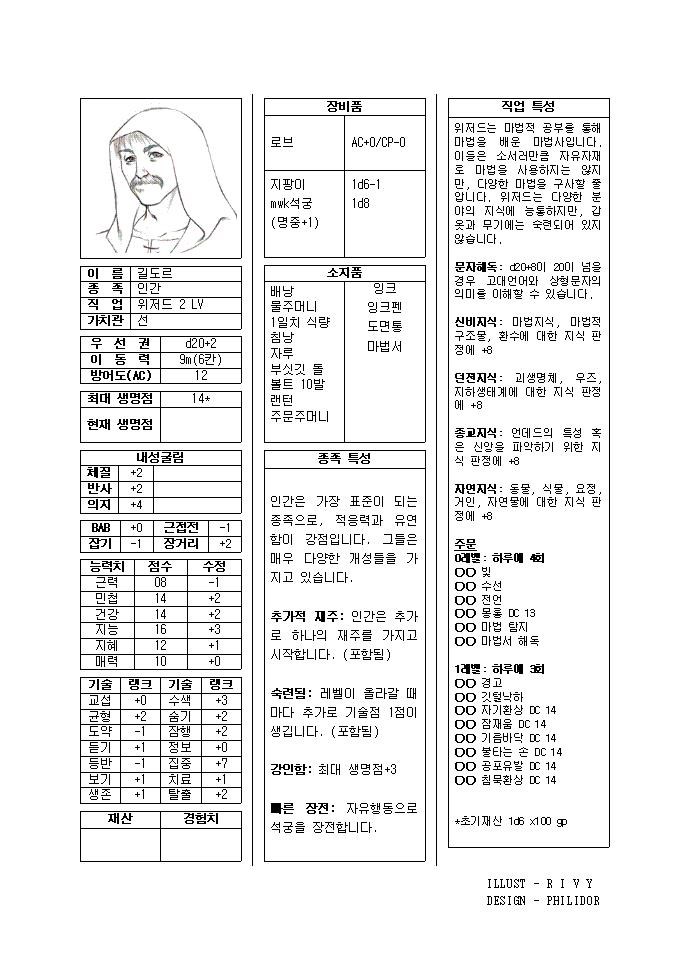 이 름 길도르
종 족 인간
직 업 위저드 2 LV
가치관 선
우 선 권 d20+2
이 동 력 9m(6칸)
방어도(AC) 12
최대 생명점 14*
현재 생명점
내성굴림
체질 +2
반사 +2
의지 +4
BAB +0 근접전 -1
잡기 -1 장거리 +2
능력치 점수 수정
근력 08 -1
민첩 14 +2
건강 14 +2
지능 16 +3
지혜 12 +1
매력 10 +0
기술 랭크 기술 랭크
교섭 +0 수색 +3
균형 +2 숨기 +2
도약 -1 잠행 +2
듣기 +1 정보 +0
등반 -1 집중 +7
보기 +1 치료 +1
생존 +1 탈출 +2
재산 경험치
장비품
로브 AC+0/CP-0
지팡이 1d6-1
mwk석궁 1d8
(명중+1)
소지품
배낭 잉크
물주머니 잉크펜
1일치 식량 도면통
침낭 마법서
자루
부싯깃 돌
볼트 10발
랜턴
주문주머니
종족 특성
인간은 가장 표준이 되는
종족으로, 적응력과 유연
함이 강점입니다. 그들은
매우 다양한 개성들을 가
지고 있습니다.
추가적 재주: 인간은 추가
로 하나의 재주를 가지고
시작합니다. (포함됨)
숙련됨: 레벨이 올라갈 때
마다 추가로 기술점 1점이
생깁니다. (포함됨)
강인함: 최대 생명점+3
빠른 장전: 자유행동으로
석궁을 장전합니다.
직업 특성
위저드는 마법적 공부를 통해
마법을 배운 마법사입니다.
이들은 소서러만큼 자유자재
로 마법을 사용하지는 않지
만, 다양한 마법을 구사할 줄
압니다. 위저드는 다양한 분
야의 지식에 능통하지만, 갑
옷과 무기에는 숙련되어 있지
않습니다.
문자해독: d20+8이 20이 넘을
경우 고대언어와 상형문자의
의미를 이해할 수 있습니다.
신비지식: 마법지식, 마법적
구조물, 환수에 대한 지식 판
정에 +8
던전지식: 괴생명체, 우즈,
지하생태계에 대한 지식 판정
에 +8
종교지식: 언데드의 특성 혹
은 신앙을 파악하기 위한 지
식 판정에 +8
자연지식: 동물, 식물, 요정,
거인, 자연물에 대한 지식 판
정에 +8
주문
0레벨: 하루에 4회
○○ 빛
○○ 수선
○○ 전언
○○ 몽롱 DC 13
○○ 마법 탐지
○○ 마법서 해독
1레벨: 하루에 3회
○○ 경고
○○ 깃털낙하
○○ 자기환상 DC 14
○○ 잠재움 DC 14
○○ 기름바닥 DC 14
○○ 불타는 손 DC 14
○○ 공포유발 DC 14
○○ 침묵환상 DC 14
*초기재산 1d6 x100 gp
ILLUST - R I V Y
DESIGN - PHILIDOR